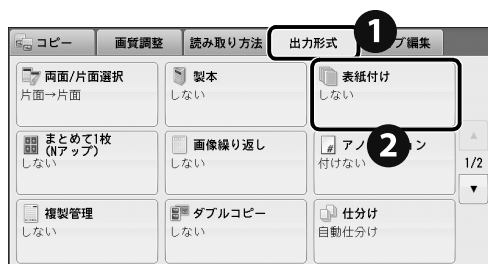 コピー
画質調整
読み取り方法
出力形式
1
編集
両面/片面選択
片面→片面
製本
しない
表紙付け
しない
まとめて1枚
(Nアップ)
しない
画像繰り返し
しない
# アノ
2
ン
付けない
1/2
複製管理
しない
ダブルコピー
しない
仕分け
自動仕分け